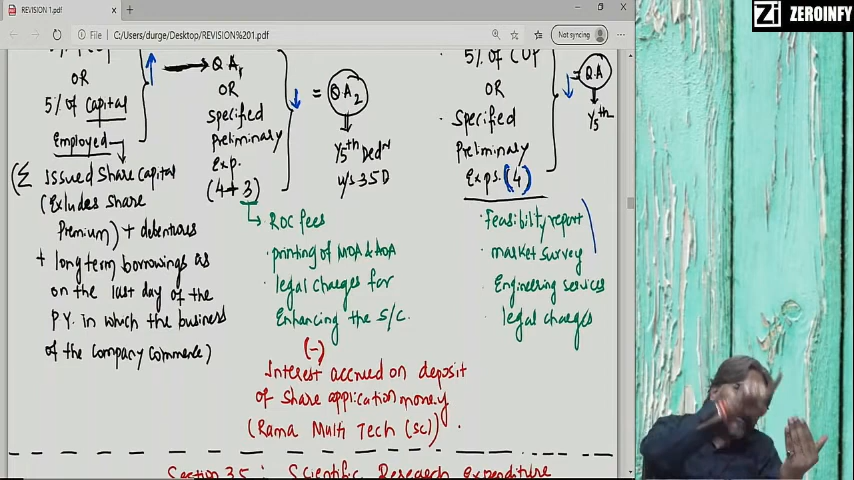 REVISION 1.pdf
File | C:/Users/durge/Desktop/REVISION%201.pdf
Not syncing
Zi ZEROINFY
OR
5% of Capital
Employed
Issued Share Capital
(Exludes Share
Premium) + debentures
+ long term borrowings as
on the last day of the
P.Y. in which the business
of the Company Commence)
QA1
OR
Specified
Preliminary
Exp.
(4+3)
= QA2
1/5th Dedn
u/s 35D
ROC fees
· printing of MOA & AOA
· legal charges for
Enhancing the S/C.
(-)
Interest accrued on deposit
of share application money
(Rama Multi Tech (SC))
5% of COP
OR
· Specified
Preliminary
Exps. (4)
= QA
1/5th
· feasibility report
· market survey
· Engineering services
· legal charges
Section 35: Scientific Research Expenditure